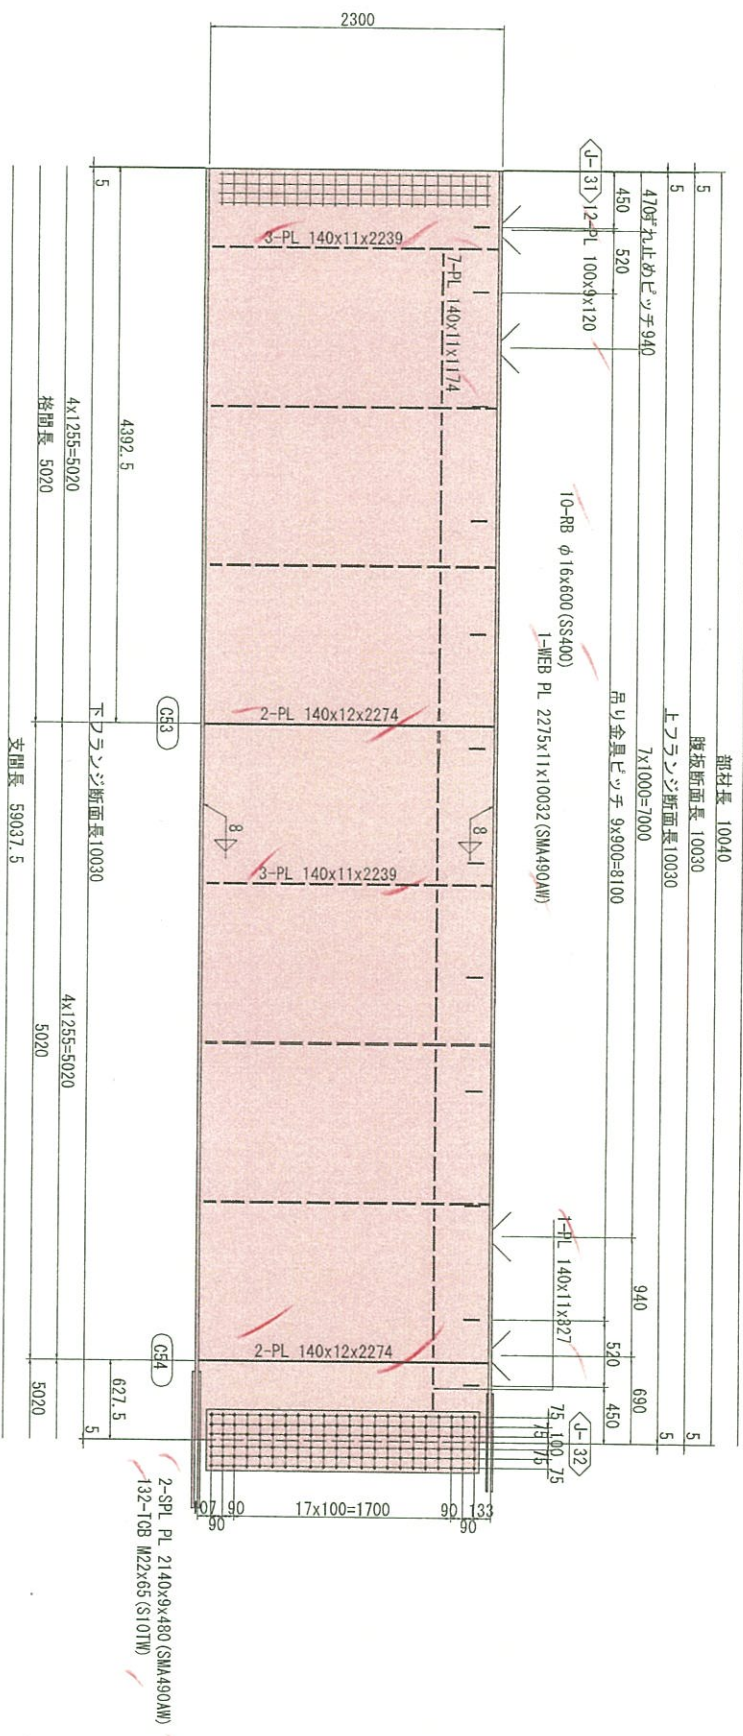 部材長 10040
腹板断面長 10030
5
5
上フランジ断面長10030
5
5
7x1000=7000
470ずれ止めピッチ940
940
690
吊り金具ピッチ 9x900=8100
450
520
520
450
J-31
12-PL 100x9x120
10-RB φ16x600(SS400)
1-WEB PL 2275x11x10032(SMA490AW)
1-PL 140x11x827
J-32
75 100 75
75 75
2300
3-PL 140x11x2239
7-PL 140x11x1174
2-PL 140x12x2274
8
8
3-PL 140x11x2239
2-PL 140x12x2274
133
90
90
17x100=1700
90
90
107
C53
C54
2-SPL PL 2140x9x480(SMA490AW)
132-TCB M22x65(S10TW)
4392.5
627.5
5
下フランジ断面長10030
5
4x1255=5020
4x1255=5020
格間長 5020
5020
5020
支間長 59037.5